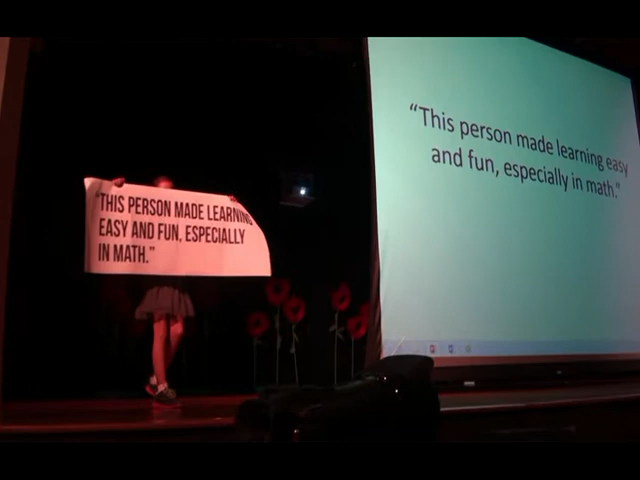 “THIS PERSON MADE LEARNING
EASY AND FUN, ESPECIALLY
IN MATH.”
“This person made learning easy
and fun, especially in math.”